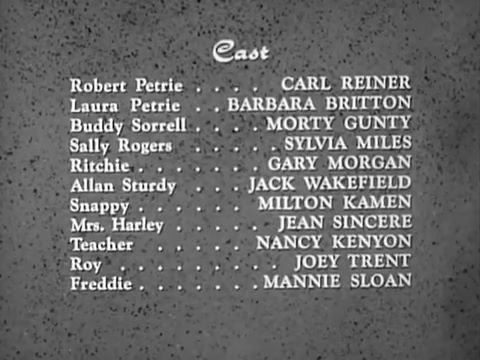 Cast
Robert Petrie . . . . CARL REINER
Laura Petrie . . BARBARA BRITTON
Buddy Sorrell . . . . MORTY GUNTY
Sally Rogers . . . . . SYLVIA MILES
Ritchie . . . . . . . GARY MORGAN
Allan Sturdy . . . JACK WAKEFIELD
Snappy . . . . . . MILTON KAMEN
Mrs. Harley . . . . . JEAN SINCERE
Teacher . . . . . NANCY KENYON
Roy . . . . . . . . JOEY TRENT
Freddie . . . . . . . MANNIE SLOAN